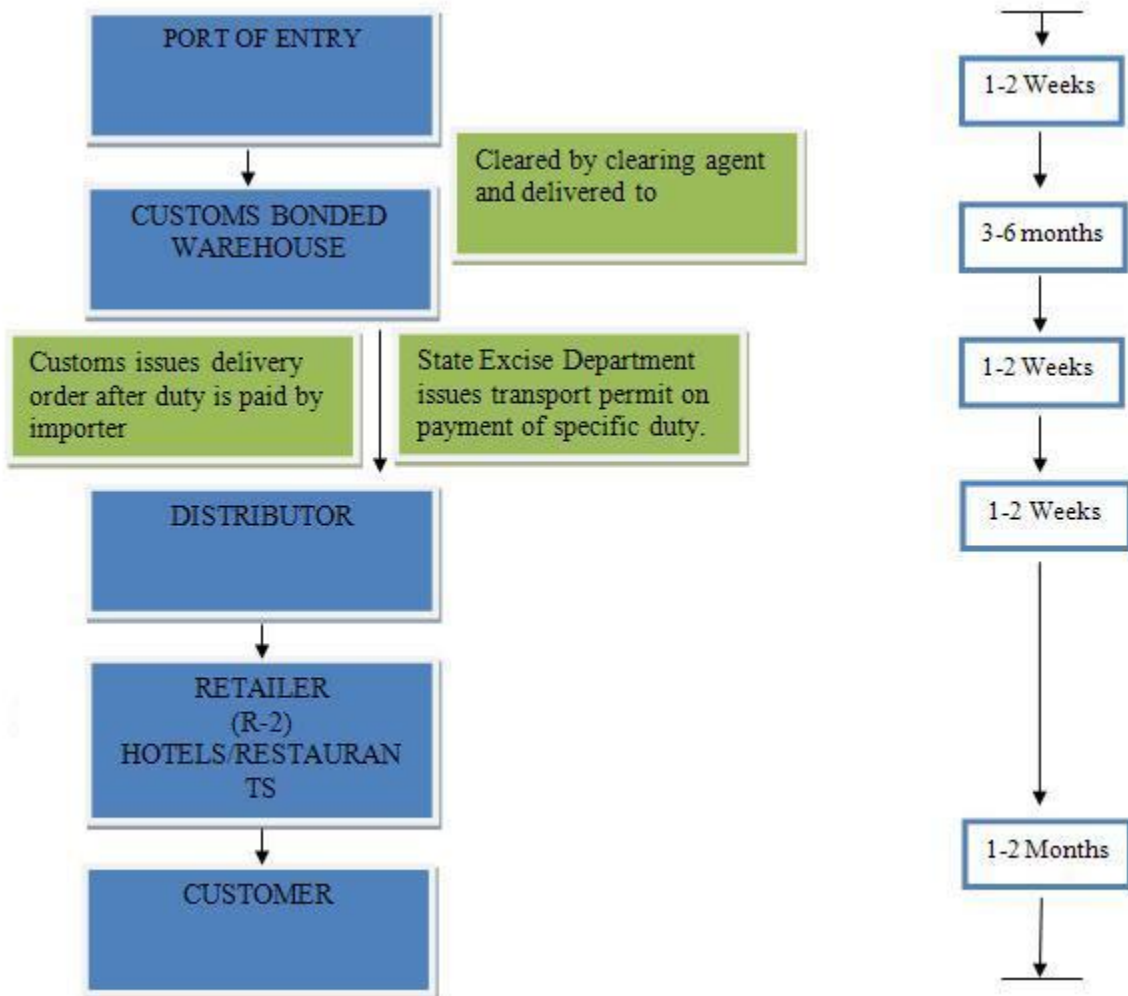 PORT OF ENTRY
1-2 Weeks
Cleared by clearing agent
and delivered to
CUSTOMS BONDED
WAREHOUSE
3-6 months
Customs issues delivery
order after duty is paid by
importer
State Excise Department
issues transport permit on
payment of specific duty.
1-2 Weeks
DISTRIBUTOR
1-2 Weeks
RETAILER
(R-2)
HOTELS/RESTAURAN
TS
1-2 Months
CUSTOMER